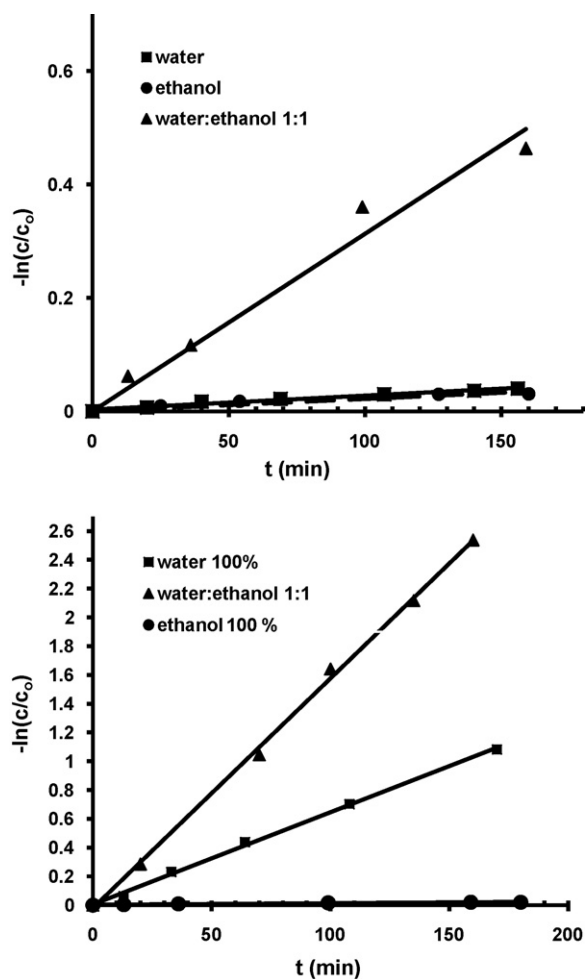 0.6
0.4
0.2
0
-ln(c/c₀)
water
ethanol
water:ethanol 1:1
0 50 100 150
t (min)
2.6
2.4
2.2
2
1.8
1.6
1.4
1.2
1
0.8
0.6
0.4
0.2
0
-ln(c/c₀)
water 100%
water:ethanol 1:1
ethanol 100 %
0 50 100 150 200
t (min)